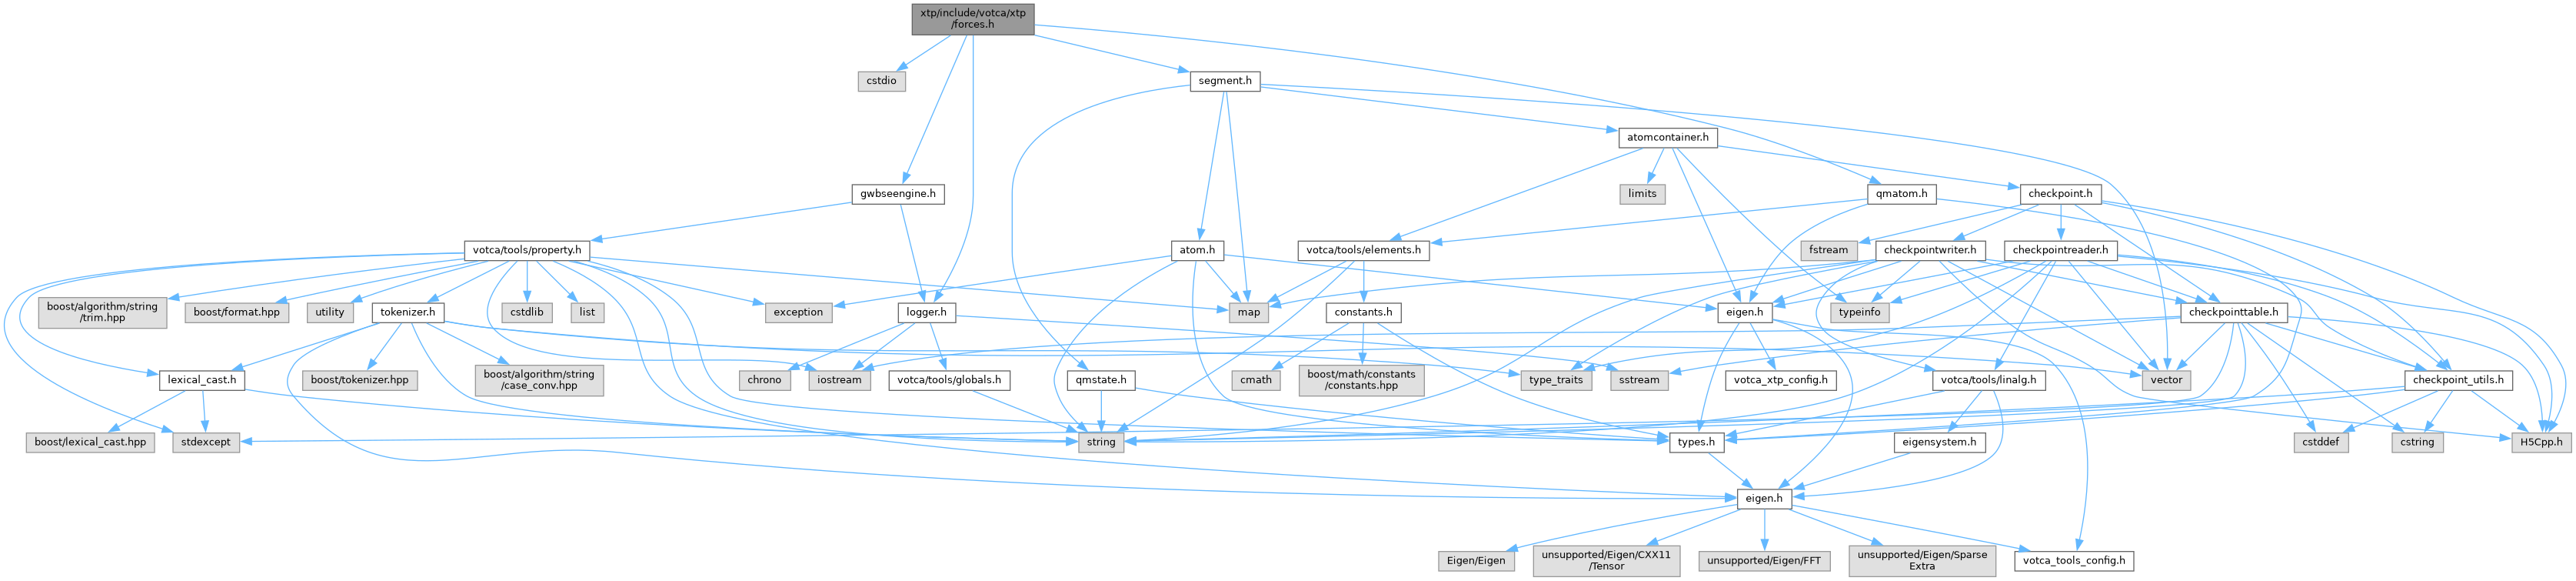 xtp/include/votca/xtp
/forces.h
cstdio
segment.h
atomcontainer.h
gwbseengine.h
limits
qmatom.h
checkpoint.h
votca/tools/property.h
atom.h
votca/tools/elements.h
fstream
checkpointwriter.h
checkpointreader.h
boost/algorithm/string
/trim.hpp
boost/format.hpp
utility
tokenizer.h
cstdlib
list
exception
logger.h
map
constants.h
eigen.h
typeinfo
checkpointtable.h
lexical_cast.h
boost/tokenizer.hpp
boost/algorithm/string
/case_conv.hpp
chrono
iostream
votca/tools/globals.h
qmstate.h
cmath
boost/math/constants
/constants.hpp
type_traits
sstream
votca_xtp_config.h
votca/tools/linalg.h
vector
checkpoint_utils.h
boost/lexical_cast.hpp
stdexcept
string
types.h
eigensystem.h
cstddef
cstring
H5Cpp.h
eigen.h
Eigen/Eigen
unsupported/Eigen/CXX11
/Tensor
unsupported/Eigen/FFT
unsupported/Eigen/Sparse
Extra
votca_tools_config.h